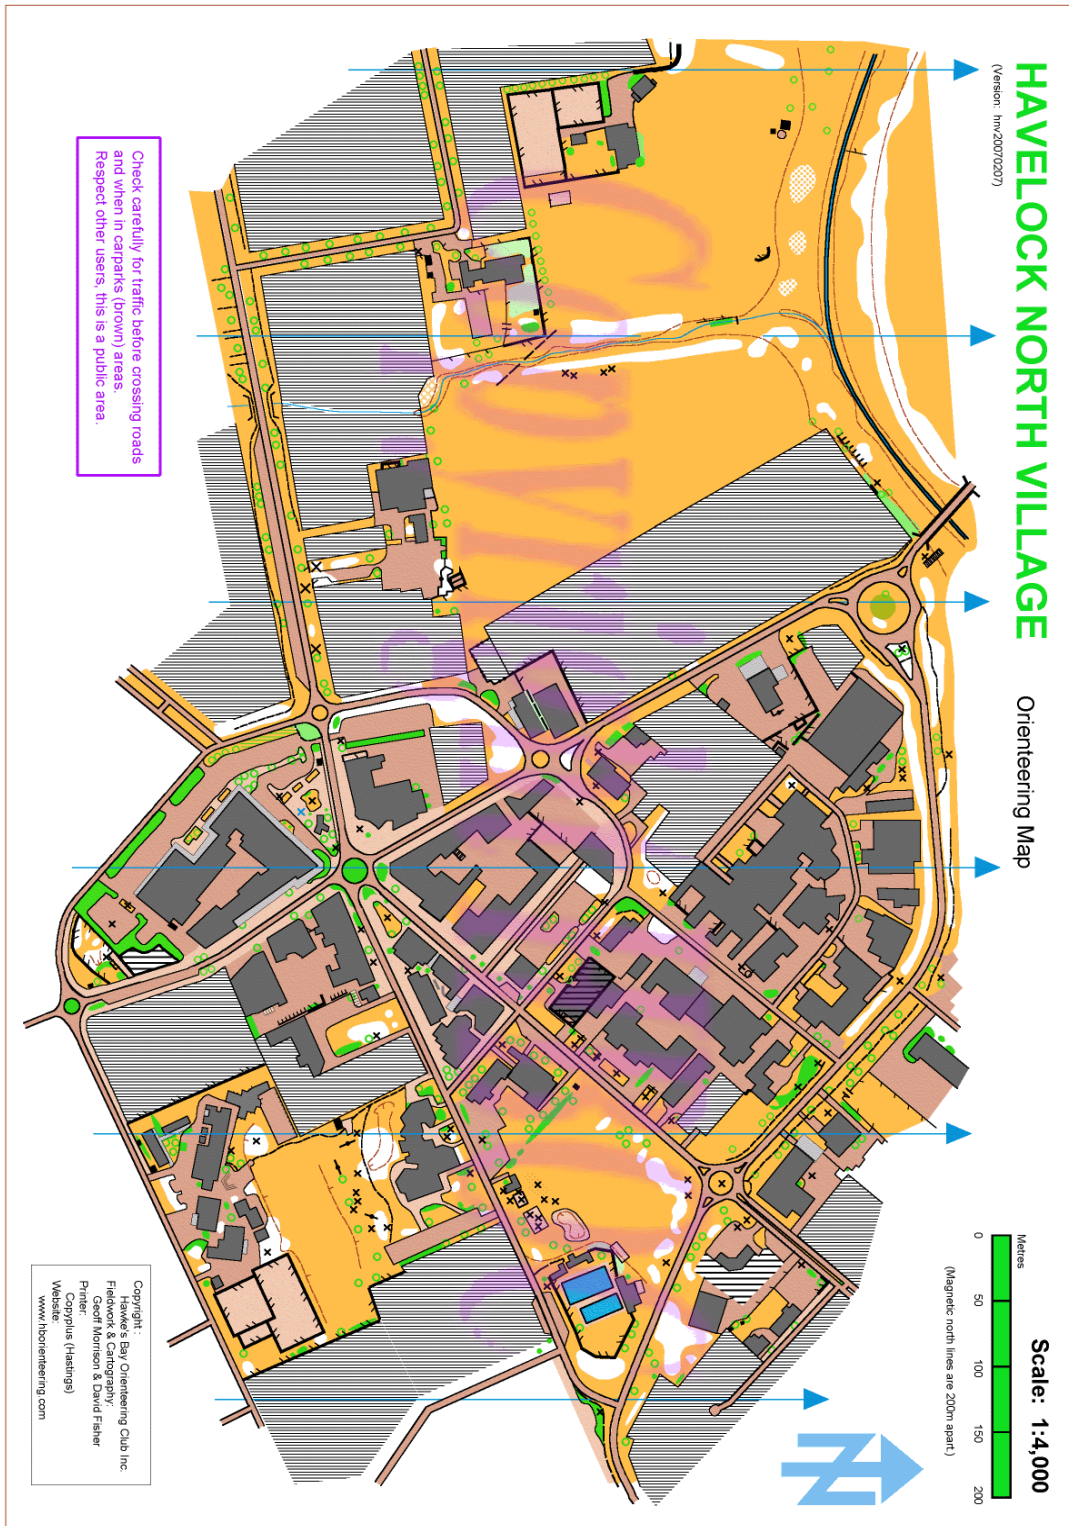 HAVELOCK NORTH VILLAGE
Orienteering Map
(Version: hnv20070207)
Scale: 1:4,000
Metres
0 50 100 150 200
(Magnetic north lines are 200m apart.)
N
Check carefully for traffic before crossing roads
and when in carparks (brown) areas.
Respect other users, this is a public area.
Copyright :
Hawke's Bay Orienteering Club Inc.
Fieldwork & Cartography:
Geoff Morrison & David Fisher
Printer:
Copyplus (Hastings)
Website:
www.hborienteering.com